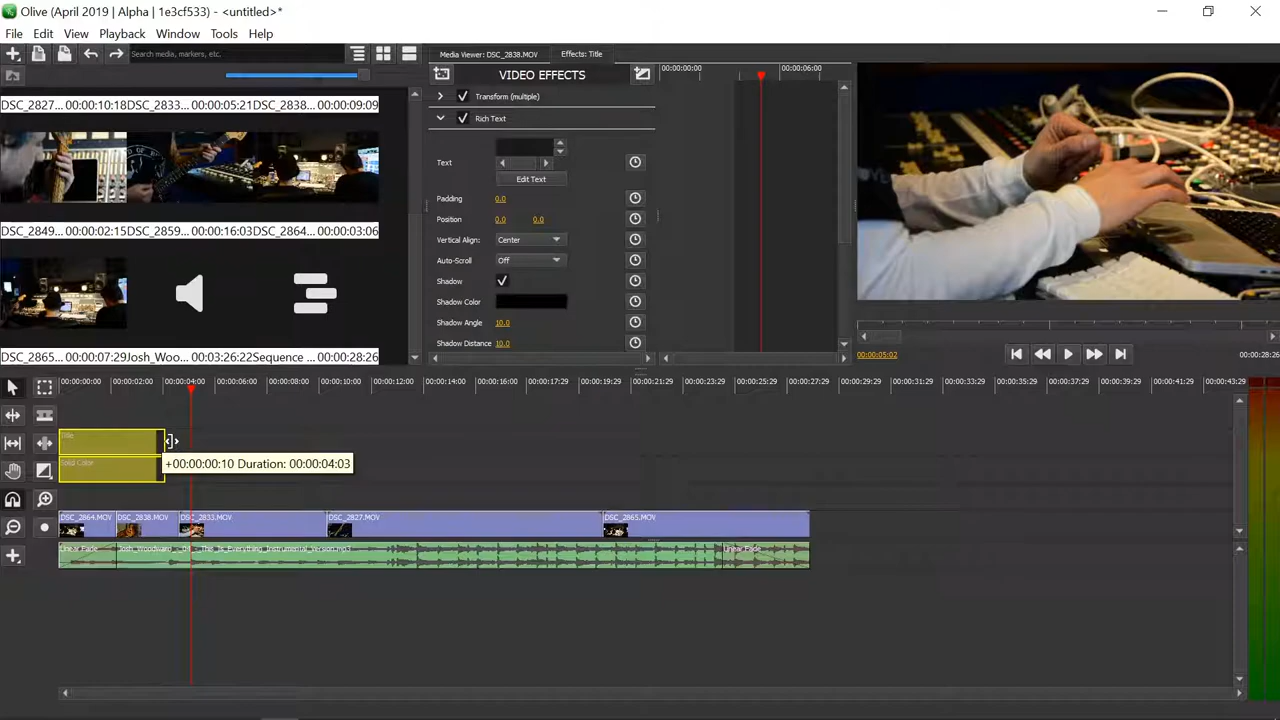 Olive (April 2019 | Alpha | 1e3cf533) - <untitled>*
File Edit View Playback Window Tools Help
Search media, markers, etc.
Media Viewer: DSC_2838.MOV
Effects: Title
VIDEO EFFECTS
00:00:00:00
00:00:06:00
Transform (multiple)
Rich Text
Text
Edit Text
Padding
0.0
Position
0.0
0.0
Vertical Align:
Center
Auto-Scroll
Off
Shadow
Shadow Color
Shadow Angle
10.0
Shadow Distance
10.0
DSC_2827... 00:00:10:18
DSC_2833... 00:00:05:21
DSC_2838... 00:00:09:09
DSC_2849... 00:00:02:15
DSC_2559... 00:00:16:03
DSC_2864... 00:00:03:06
DSC_2865... 00:00:07:29
Josh_Woo... 00:03:26:22
Sequence 00:00:28:26
00:00:05:02
00:00:28:26
00:00:00:00 00:00:02:00 00:00:04:00 00:00:06:00 00:00:08:00 00:00:10:00 00:00:12:00 00:00:14:00 00:00:16:00 00:00:17:29 00:00:19:29 00:00:21:29 00:00:23:29 00:00:25:29 00:00:27:29 00:00:29:29 00:00:31:29 00:00:33:29 00:00:35:29 00:00:37:29 00:00:39:29 00:00:41:29 00:00:43:29
Title
Solid Color
+00:00:00:10 Duration: 00:00:04:03
DSC_2864.MOV
DSC_2838.MOV
DSC_2833.MOV
DSC_2827.MOV
DSC_2865.MOV
Linear Fade
This_Is_Everything_Instrumental_Version.mp3
Linear Fade